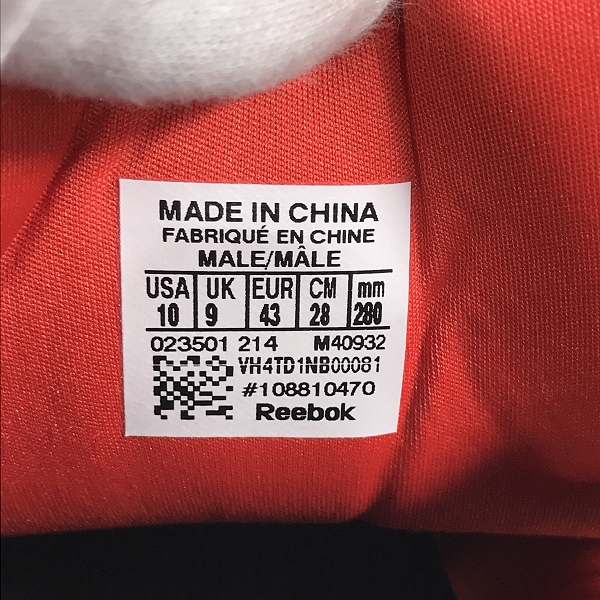 MADE IN CHINA
FABRIQUÉ EN CHINE
MALE/MÂLE
USA UK EUR CM mm
10 9 43 28 280
023501 214 M40932
VH4TD1NB00081
#108810470
Reebok